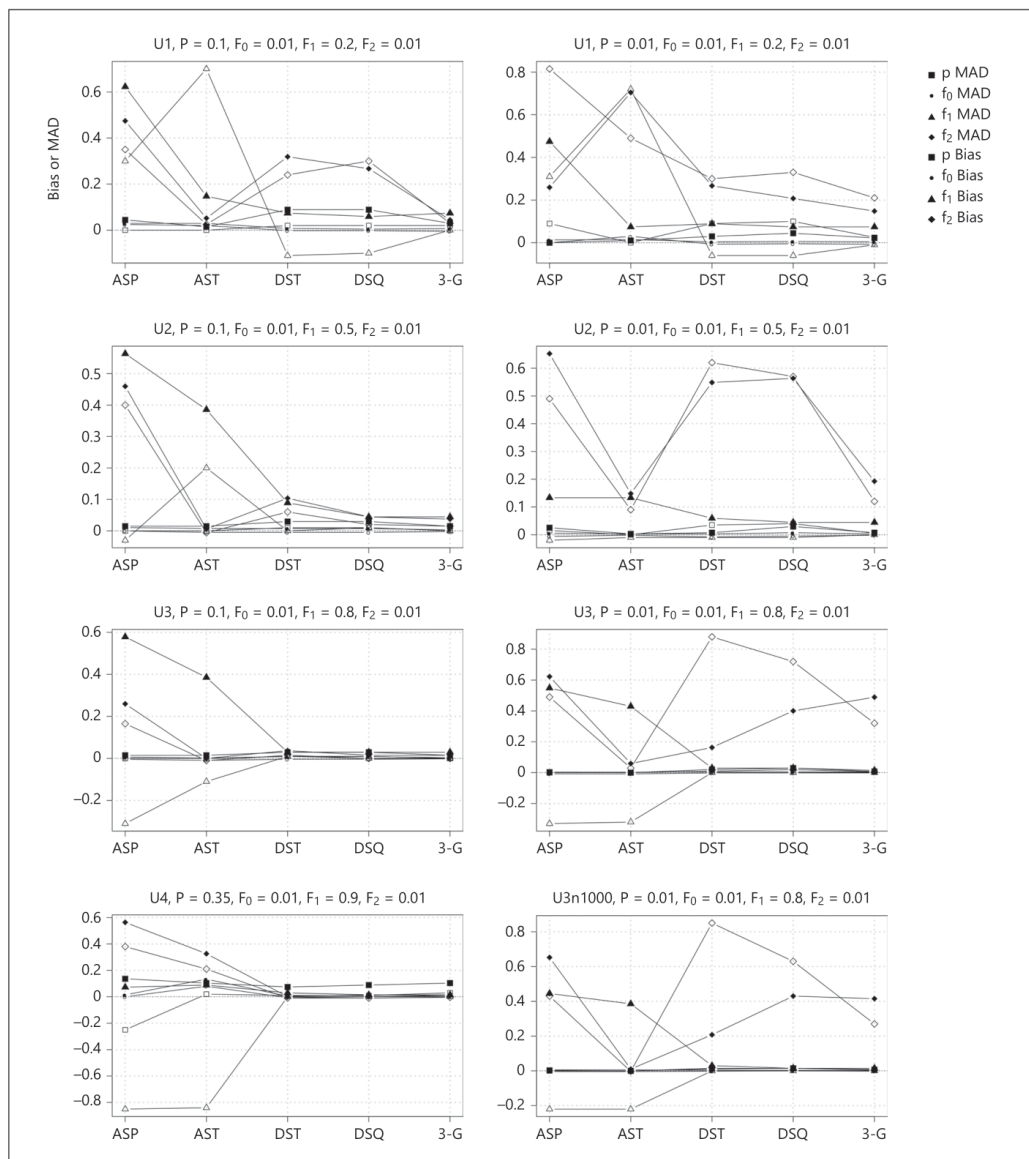 U1, P = 0.1, F₀ = 0.01, F₁ = 0.2, F₂ = 0.01
Bias or MAD
0.6
0.4
0.2
0
ASP AST DST DSQ 3-G
U1, P = 0.01, F₀ = 0.01, F₁ = 0.2, F₂ = 0.01
0.8
0.6
0.4
0.2
0
ASP AST DST DSQ 3-G
p MAD
f₀ MAD
f₁ MAD
f₂ MAD
p Bias
f₀ Bias
f₁ Bias
f₂ Bias
U2, P = 0.1, F₀ = 0.01, F₁ = 0.5, F₂ = 0.01
0.5
0.4
0.3
0.2
0.1
0
ASP AST DST DSQ 3-G
U2, P = 0.01, F₀ = 0.01, F₁ = 0.5, F₂ = 0.01
0.6
0.5
0.4
0.3
0.2
0.1
0
ASP AST DST DSQ 3-G
U3, P = 0.1, F₀ = 0.01, F₁ = 0.8, F₂ = 0.01
0.6
0.4
0.2
0
−0.2
ASP AST DST DSQ 3-G
U3, P = 0.01, F₀ = 0.01, F₁ = 0.8, F₂ = 0.01
0.8
0.6
0.4
0.2
0
−0.2
ASP AST DST DSQ 3-G
U4, P = 0.35, F₀ = 0.01, F₁ = 0.9, F₂ = 0.01
0.6
0.4
0.2
0
−0.2
−0.4
−0.6
−0.8
ASP AST DST DSQ 3-G
U3n1000, P = 0.01, F₀ = 0.01, F₁ = 0.8, F₂ = 0.01
0.8
0.6
0.4
0.2
0
−0.2
ASP AST DST DSQ 3-G